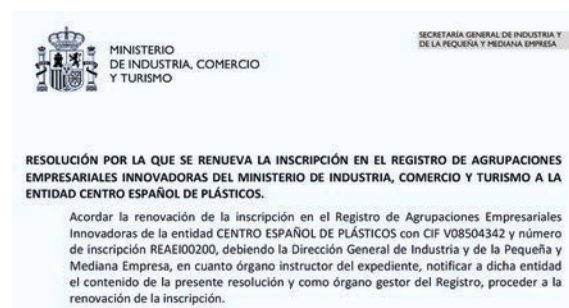 MINISTERIO
DE INDUSTRIA, COMERCIO
Y TURISMO
SECRETARÍA GENERAL DE INDUSTRIA Y
DE LA PEQUEÑA Y MEDIANA EMPRESA
RESOLUCIÓN POR LA QUE SE RENUEVA LA INSCRIPCIÓN EN EL REGISTRO DE AGRUPACIONES
EMPRESARIALES INNOVADORAS DEL MINISTERIO DE INDUSTRIA, COMERCIO Y TURISMO A LA
ENTIDAD CENTRO ESPAÑOL DE PLÁSTICOS.
Acordar la renovación de la inscripción en el Registro de Agrupaciones Empresariales
Innovadoras de la entidad CENTRO ESPAÑOL DE PLÁSTICOS con CIF V08504342 y número
de inscripción REAEI00200, debiendo la Dirección General de Industria y de la Pequeña y
Mediana Empresa, en cuanto órgano instructor del expediente, notificar a dicha entidad
el contenido de la presente resolución y como órgano gestor del Registro, proceder a la
renovación de la inscripción.